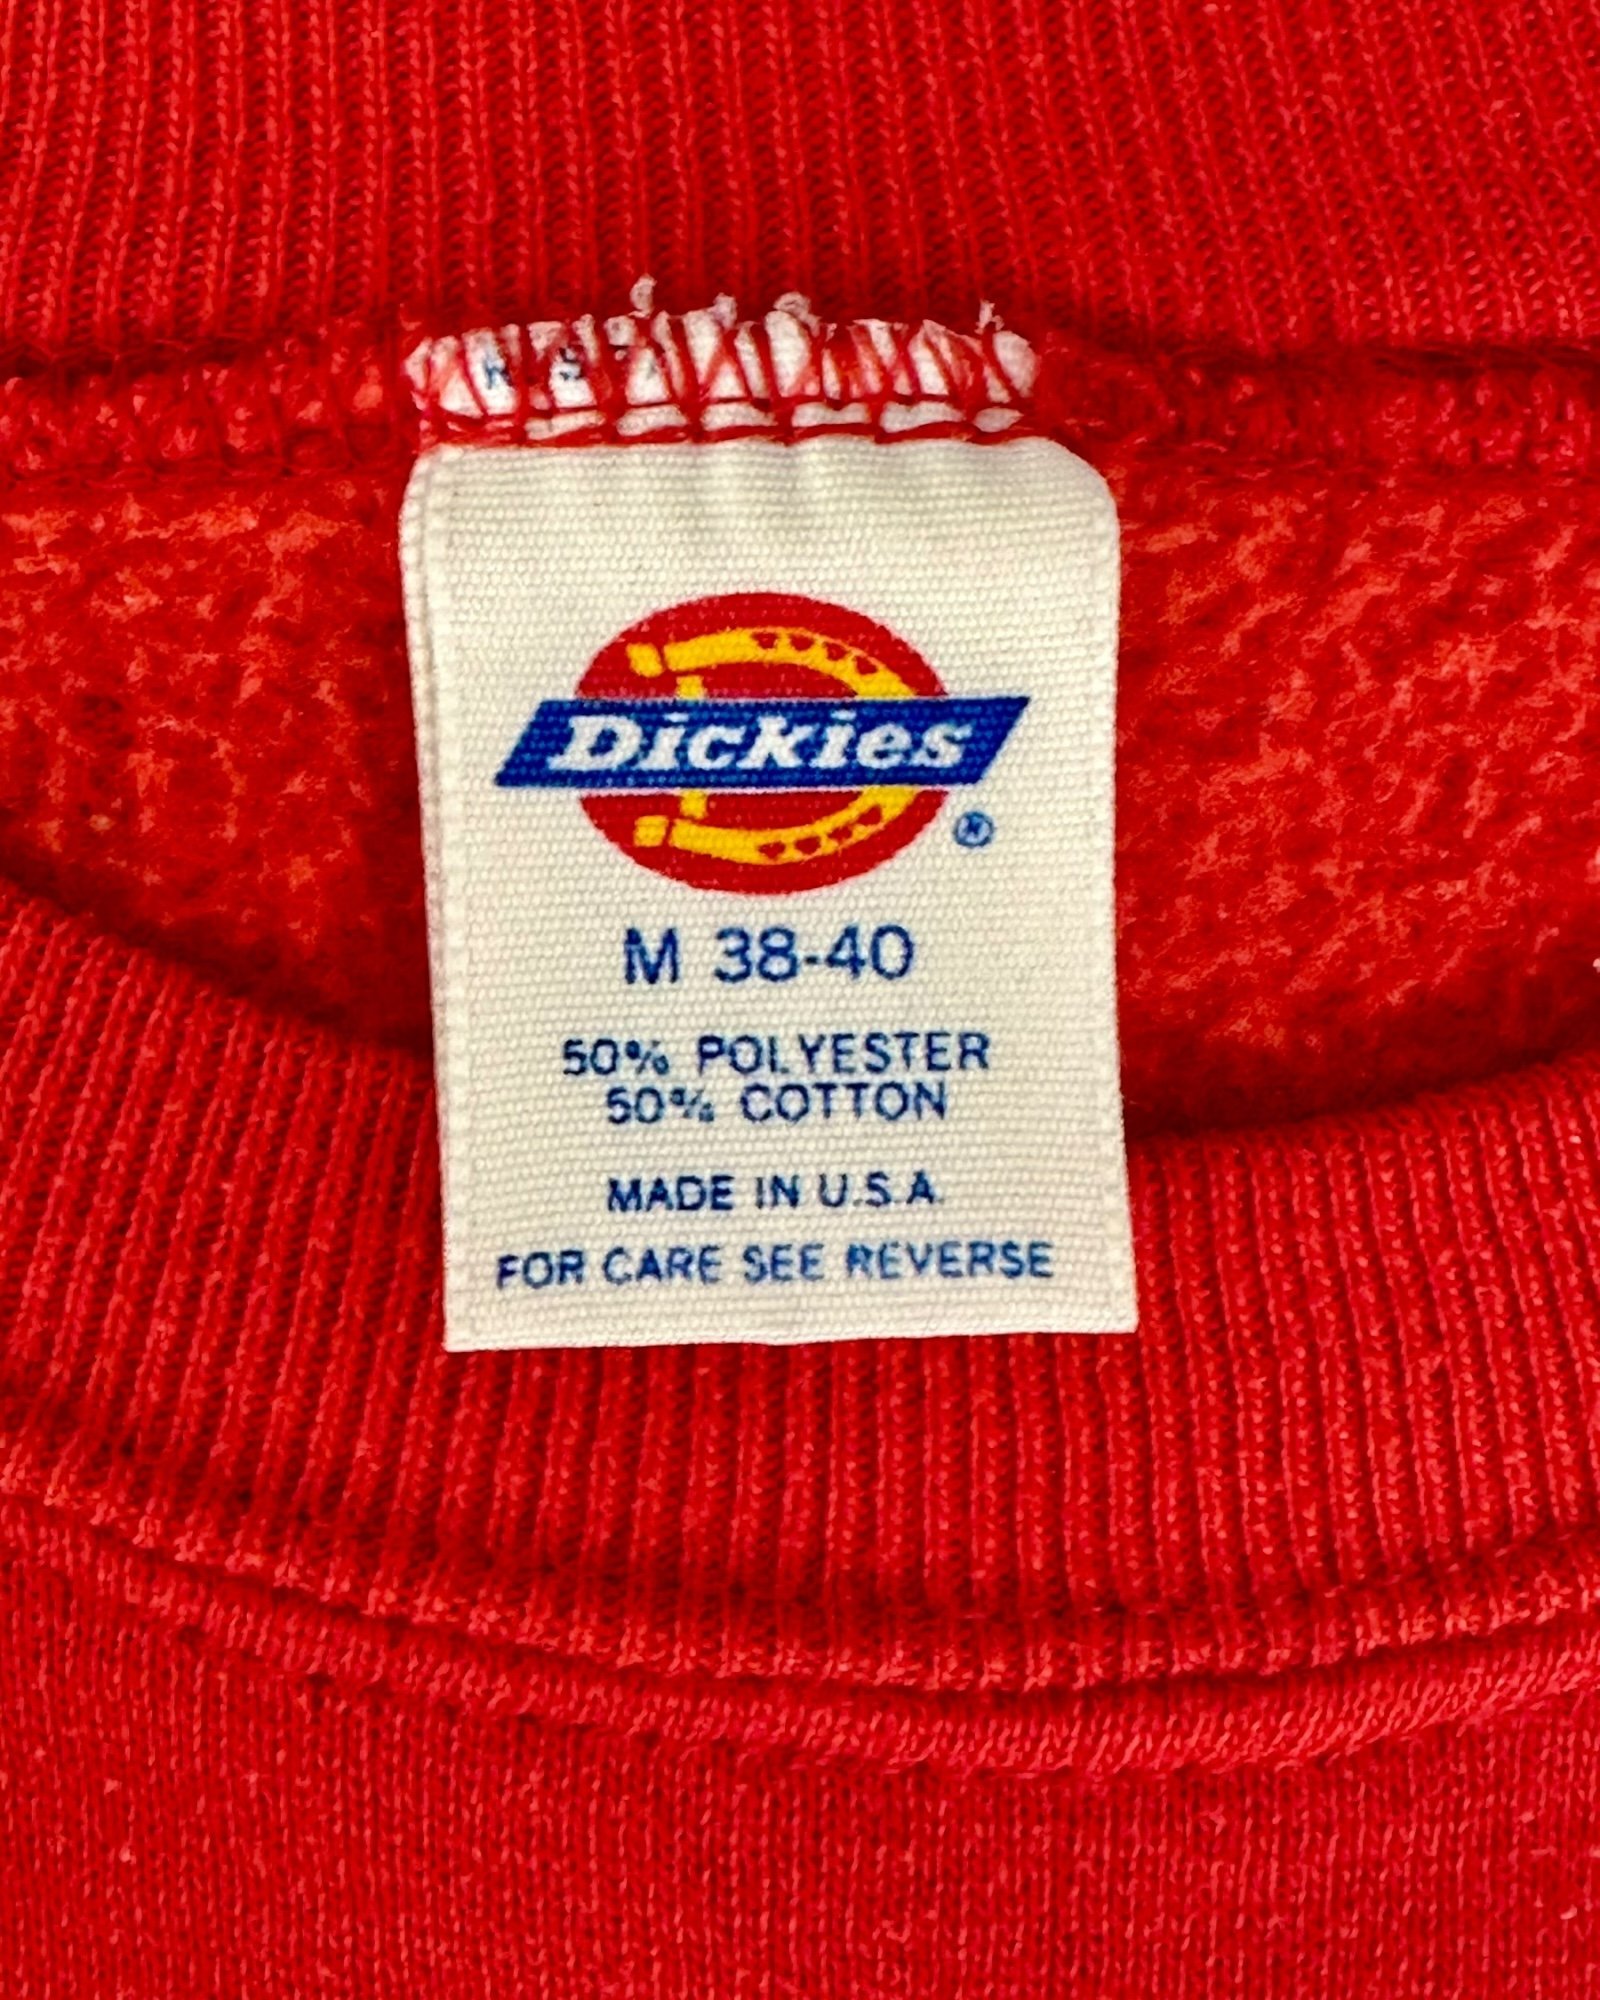 Dickies
®
M 38-40
50% POLYESTER
50% COTTON
MADE IN U.S.A.
FOR CARE SEE REVERSE